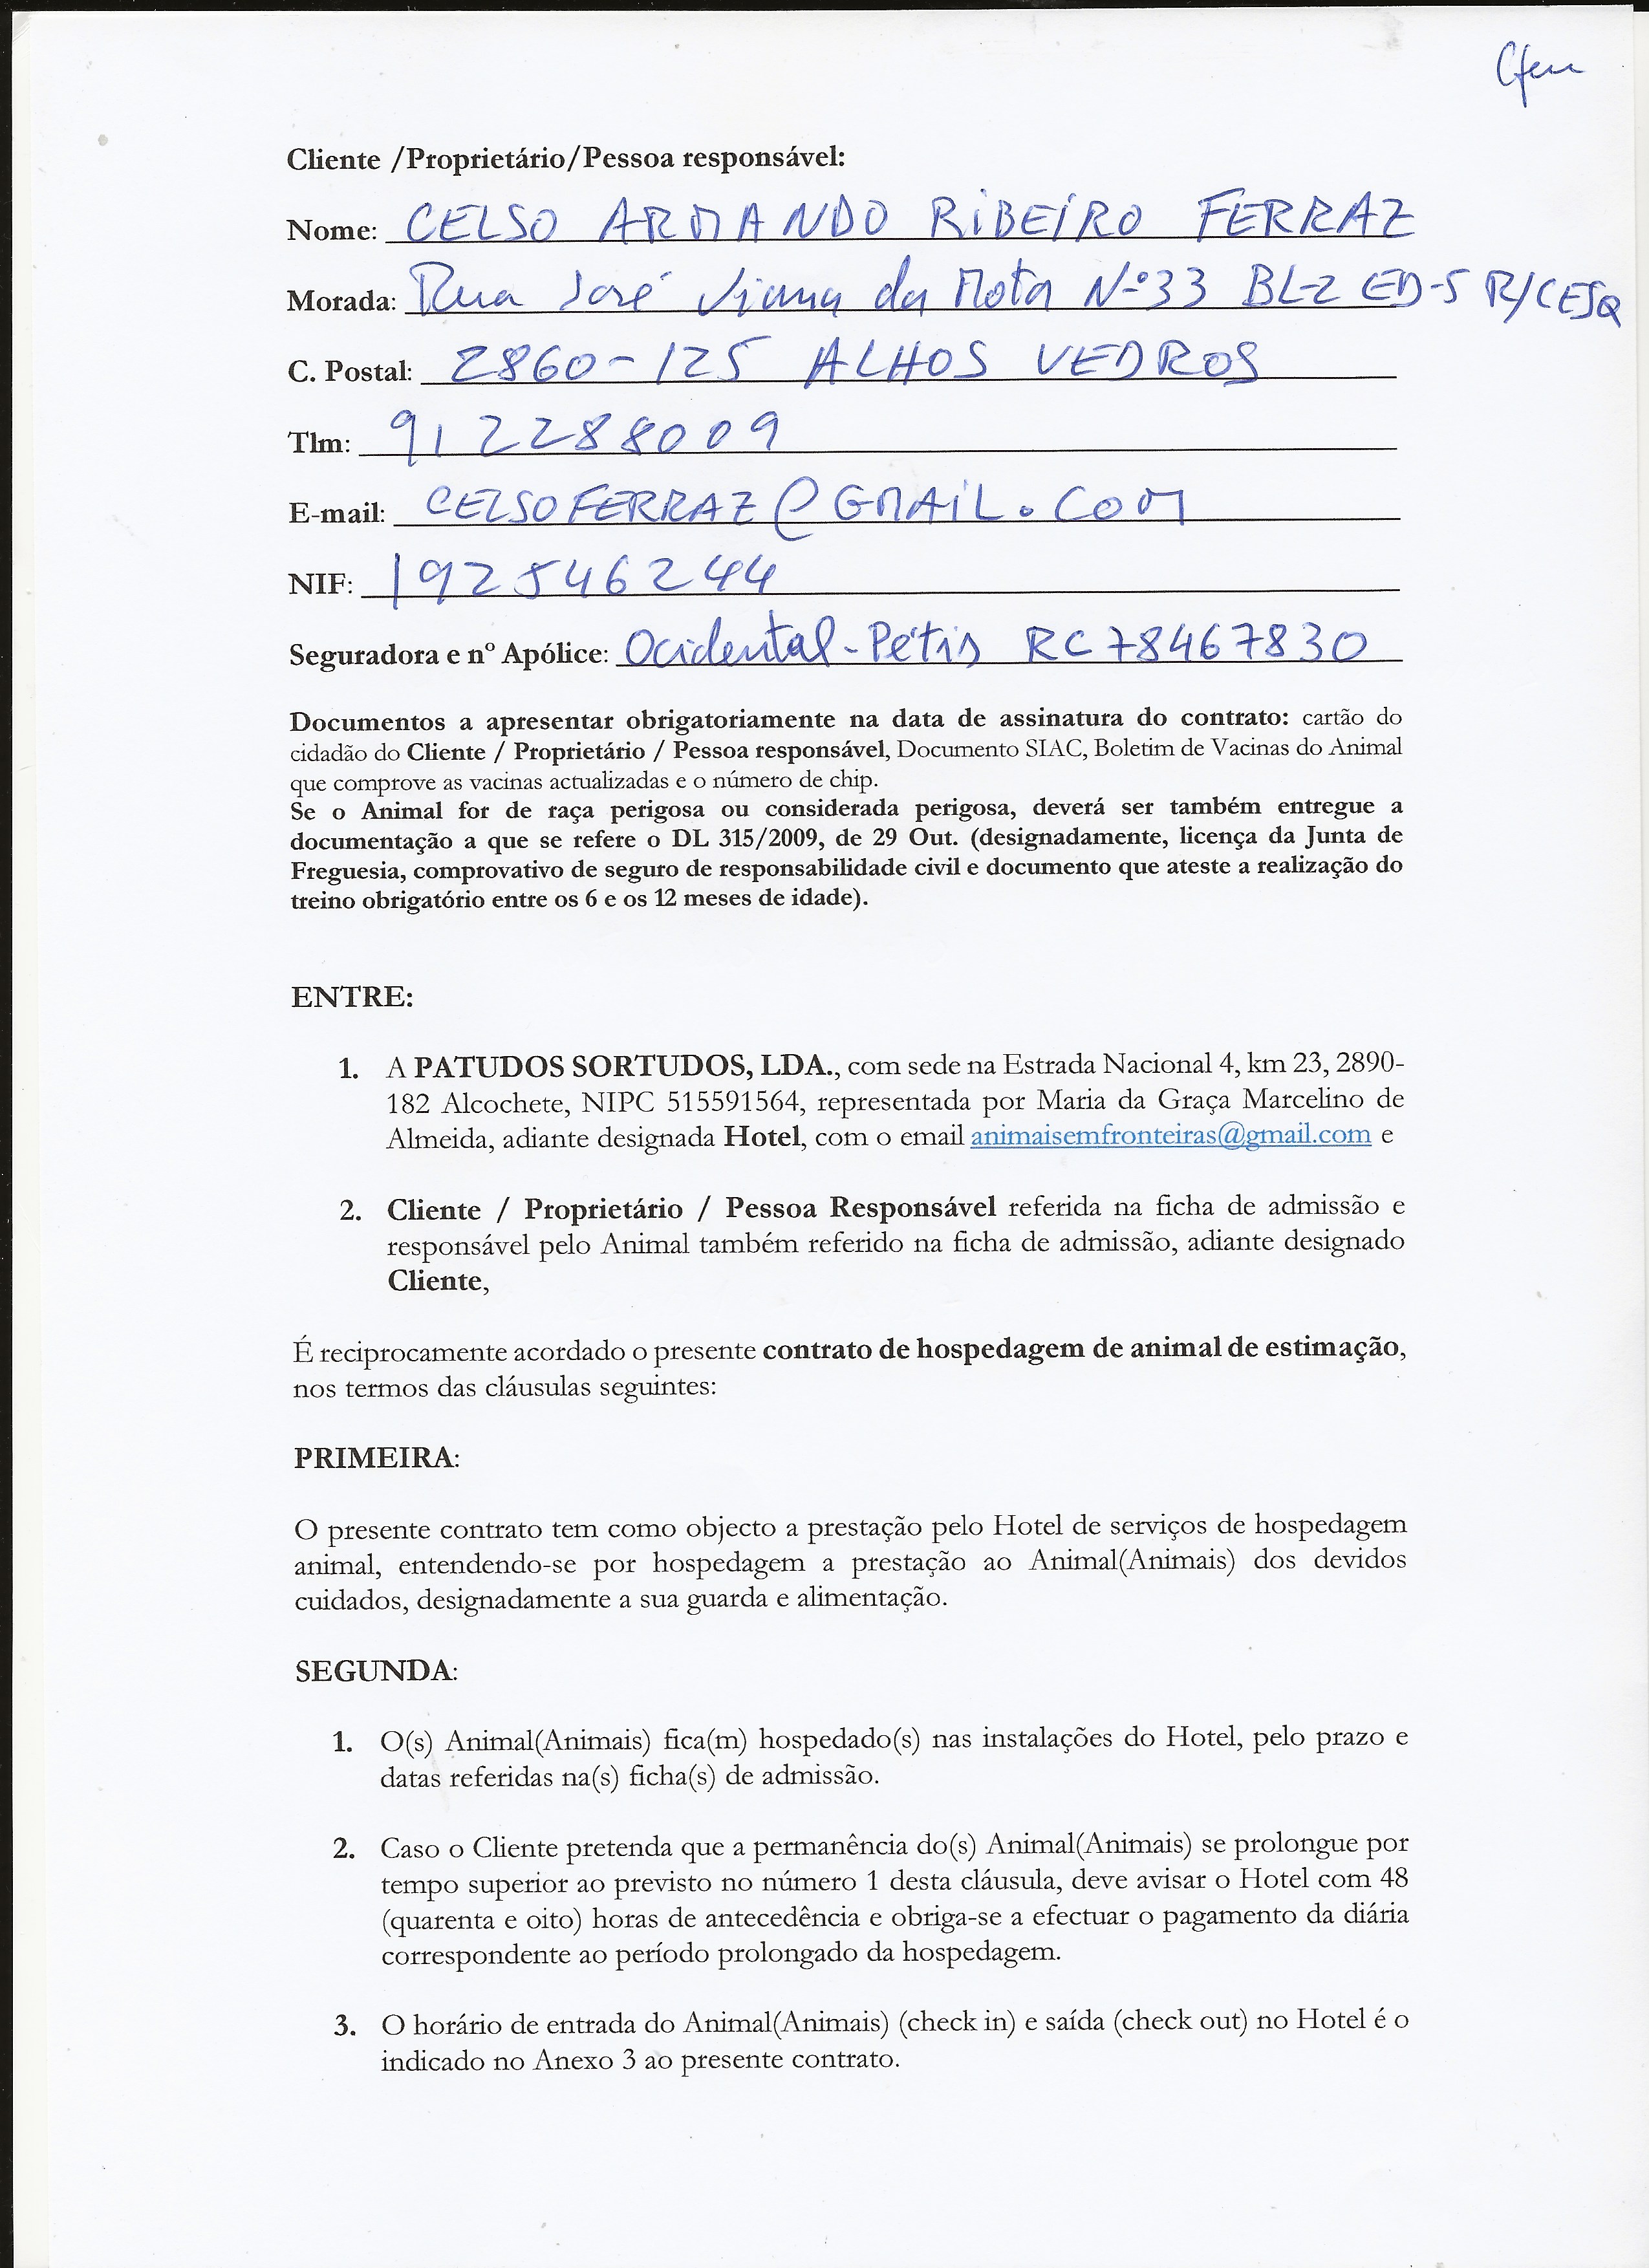 Cliente /Proprietário/Pessoa responsável:
Nome: CELSO ARMANDO RIBEIRO FERRAZ
Morada: Rua José Viana da Mota Nº33 BL-2 ED-5 R/CESQ
C. Postal: 2860-125 ALHOS VEDROS
Tlm: 912288009
E-mail: CELSOFERRAZ@GMAIL.COM
NIF: 192546244
Seguradora e nº Apólice: Ocidental-Pétis RC 78467830
Documentos a apresentar obrigatoriamente na data de assinatura do contrato: cartão do
cidadão do Cliente / Proprietário / Pessoa responsável, Documento SIAC, Boletim de Vacinas do Animal
que comprove as vacinas actualizadas e o número de chip.
Se o Animal for de raça perigosa ou considerada perigosa, deverá ser também entregue a
documentação a que se refere o DL 315/2009, de 29 Out. (designadamente, licença da Junta de
Freguesia, comprovativo de seguro de responsabilidade civil e documento que ateste a realização do
treino obrigatório entre os 6 e os 12 meses de idade).
ENTRE:
1. A PATUDOS SORTUDOS, LDA., com sede na Estrada Nacional 4, km 23, 2890-
182 Alcochete, NIPC 515591564, representada por Maria da Graça Marcelino de
Almeida, adiante designada Hotel, com o email animaisemfronteiras@gmail.com e
2. Cliente / Proprietário / Pessoa Responsável referida na ficha de admissão e
responsável pelo Animal também referido na ficha de admissão, adiante designado
Cliente,
É reciprocamente acordado o presente contrato de hospedagem de animal de estimação,
nos termos das cláusulas seguintes:
PRIMEIRA:
O presente contrato tem como objecto a prestação pelo Hotel de serviços de hospedagem
animal, entendendo-se por hospedagem a prestação ao Animal(Animais) dos devidos
cuidados, designadamente a sua guarda e alimentação.
SEGUNDA:
1. O(s) Animal(Animais) fica(m) hospedado(s) nas instalações do Hotel, pelo prazo e
datas referidas na(s) ficha(s) de admissão.
2. Caso o Cliente pretenda que a permanência do(s) Animal(Animais) se prolongue por
tempo superior ao previsto no número 1 desta cláusula, deve avisar o Hotel com 48
(quarenta e oito) horas de antecedência e obriga-se a efectuar o pagamento da diária
correspondente ao período prolongado da hospedagem.
3. O horário de entrada do Animal(Animais) (check in) e saída (check out) no Hotel é o
indicado no Anexo 3 ao presente contrato.